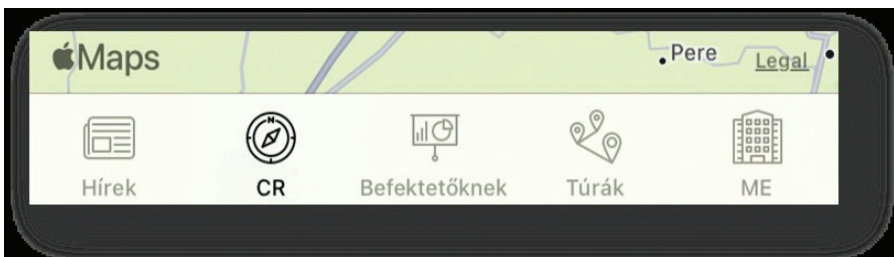 Maps
Pere
Legal
N
Hírek
CR
Befektetőknek
Túrák
ME